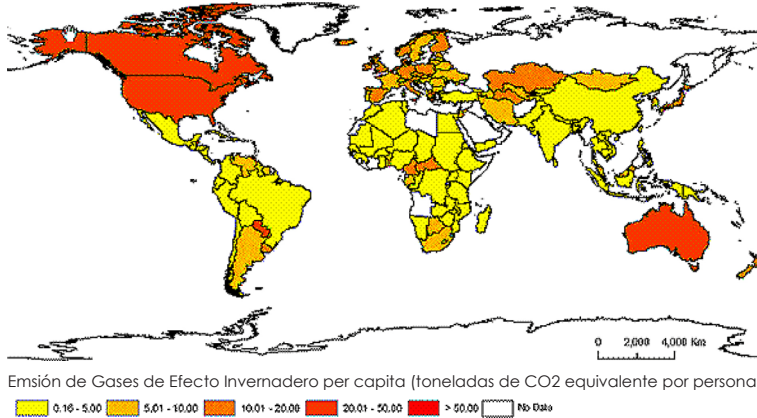 0 2,000 4,000 Km
Emsión de Gases de Efecto Invernadero per capita (toneladas de CO2 equivalente por persona
0.16 - 5.00 5.01 - 10.00 10.01 - 20.00 20.01 - 50.00 > 50.00 No Data